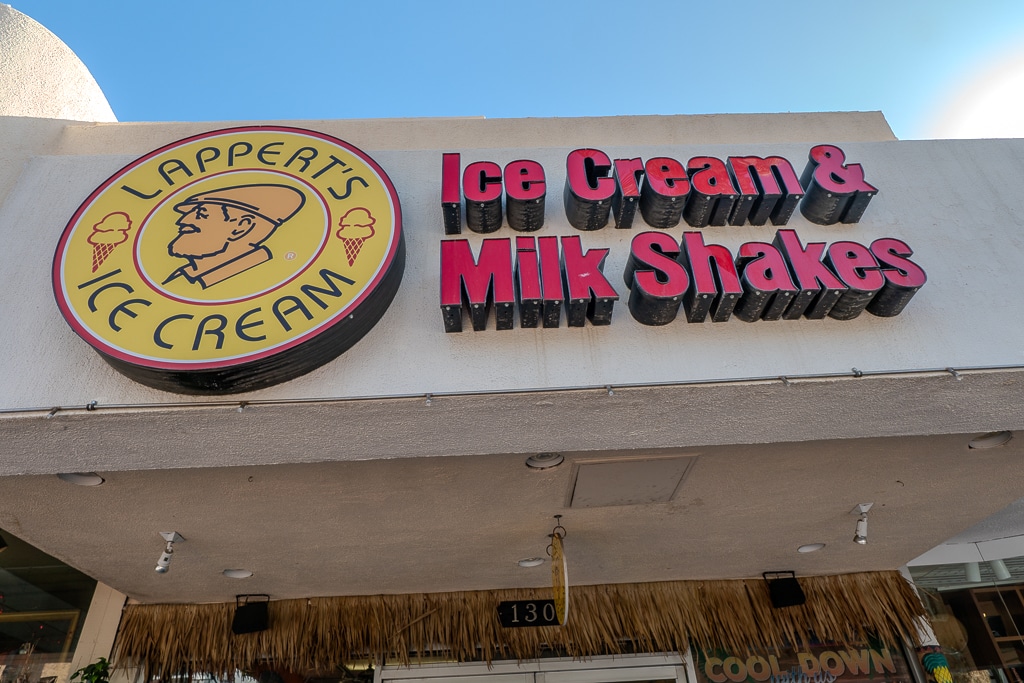 LAPPERT'S
ICE CREAM
®
Ice Cream &
Milk Shakes
130
COOL DOWN